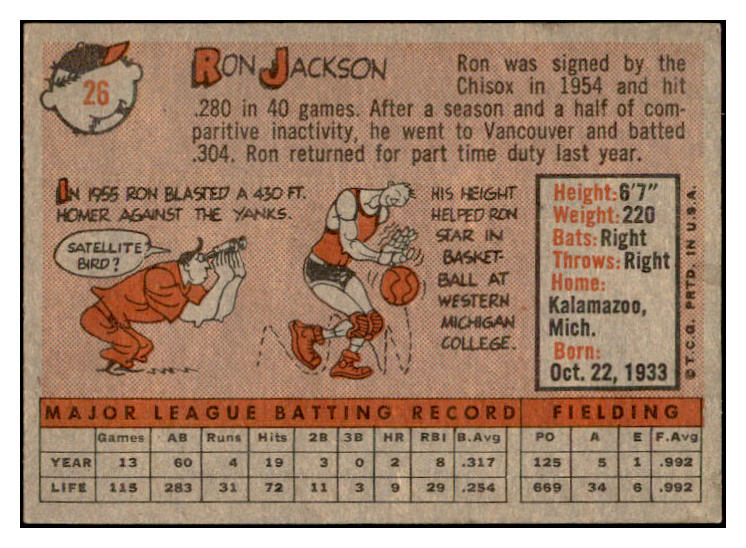 26
RON JACKSON
Ron was signed by the
Chisox in 1954 and hit
.280 in 40 games. After a season and a half of com-
paritive inactivity, he went to Vancouver and batted
.304. Ron returned for part time duty last year.
IN 1955 RON BLASTED A 430 FT.
HOMER AGAINST THE YANKS.
SATELLITE
BIRD?
HIS HEIGHT
HELPED RON
STAR IN
BASKET-
BALL AT
WESTERN
MICHIGAN
COLLEGE.
Height: 6'7"
Weight: 220
Bats: Right
Throws: Right
Home:
Kalamazoo,
Mich.
Born:
Oct. 22, 1933
© T.C.G. PRTD. IN U.S.A.
MAJOR LEAGUE BATTING RECORD FIELDING
Games AB Runs Hits 2B 3B HR RBI B.Avg PO A E F.Avg
YEAR 13 60 4 19 3 0 2 8 .317 125 5 1 .992
LIFE 115 283 31 72 11 3 9 29 .254 669 34 6 .992